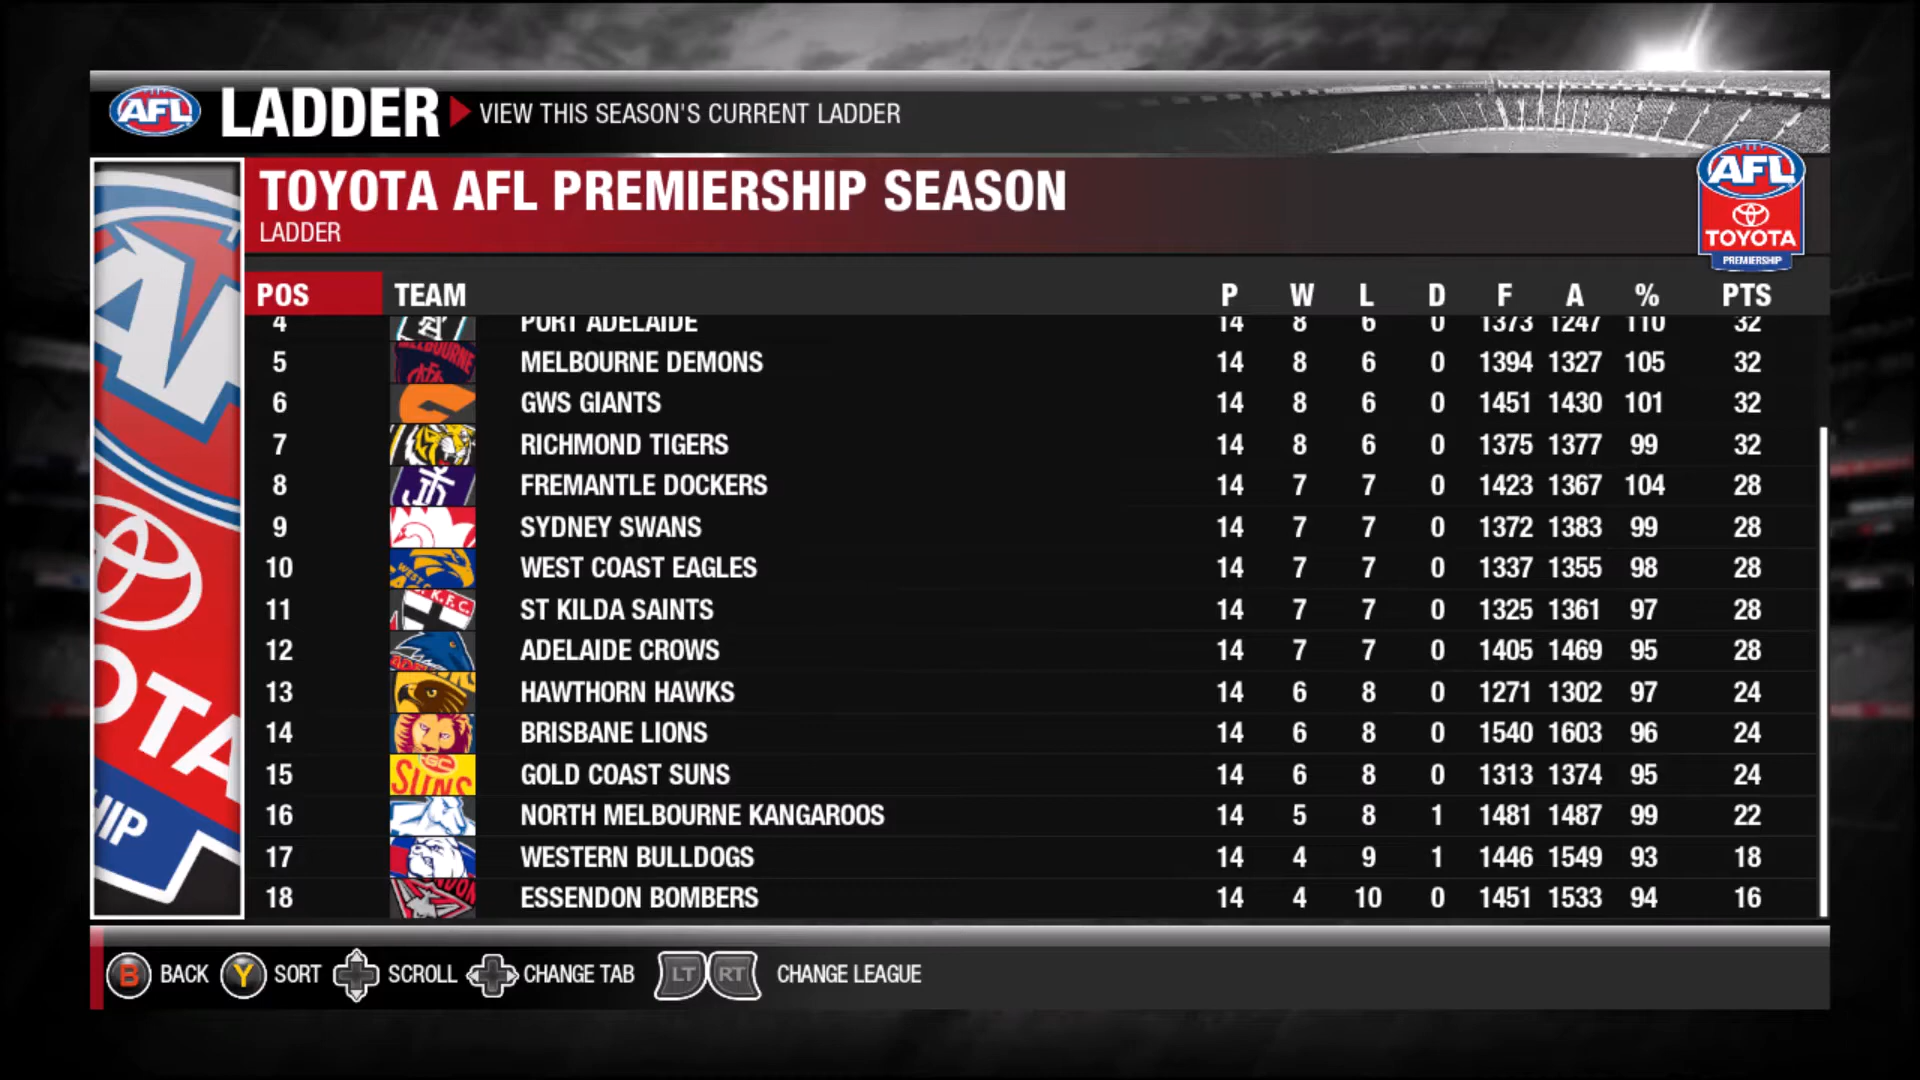 AFL LADDER VIEW THIS SEASON'S CURRENT LADDER
TOYOTA AFL PREMIERSHIP SEASON
LADDER
AFL
TOYOTA
PREMIERSHIP
POS TEAM P W L D F A % PTS
4 PORT ADELAIDE 14 8 6 0 1373 1247 110 32
5 MELBOURNE DEMONS 14 8 6 0 1394 1327 105 32
6 GWS GIANTS 14 8 6 0 1451 1430 101 32
7 RICHMOND TIGERS 14 8 6 0 1375 1377 99 32
8 FREMANTLE DOCKERS 14 7 7 0 1423 1367 104 28
9 SYDNEY SWANS 14 7 7 0 1372 1383 99 28
10 WEST COAST EAGLES 14 7 7 0 1337 1355 98 28
11 ST KILDA SAINTS 14 7 7 0 1325 1361 97 28
12 ADELAIDE CROWS 14 7 7 0 1405 1469 95 28
13 HAWTHORN HAWKS 14 6 8 0 1271 1302 97 24
14 BRISBANE LIONS 14 6 8 0 1540 1603 96 24
15 GOLD COAST SUNS 14 6 8 0 1313 1374 95 24
16 NORTH MELBOURNE KANGAROOS 14 5 8 1 1481 1487 99 22
17 WESTERN BULLDOGS 14 4 9 1 1446 1549 93 18
18 ESSENDON BOMBERS 14 4 10 0 1451 1533 94 16
B BACK Y SORT SCROLL CHANGE TAB LT RT CHANGE LEAGUE